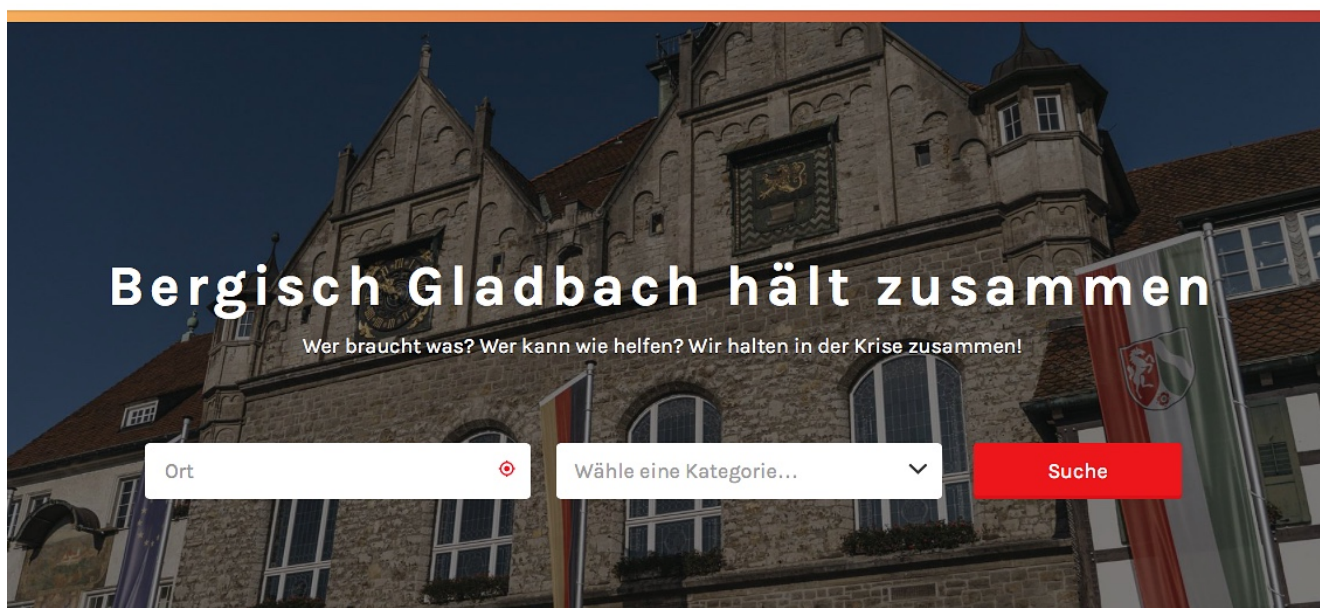 Bergisch Gladbach hält zusammen
Wer braucht was? Wer kann wie helfen? Wir halten in der Krise zusammen!
Ort
Wähle eine Kategorie...
Suche